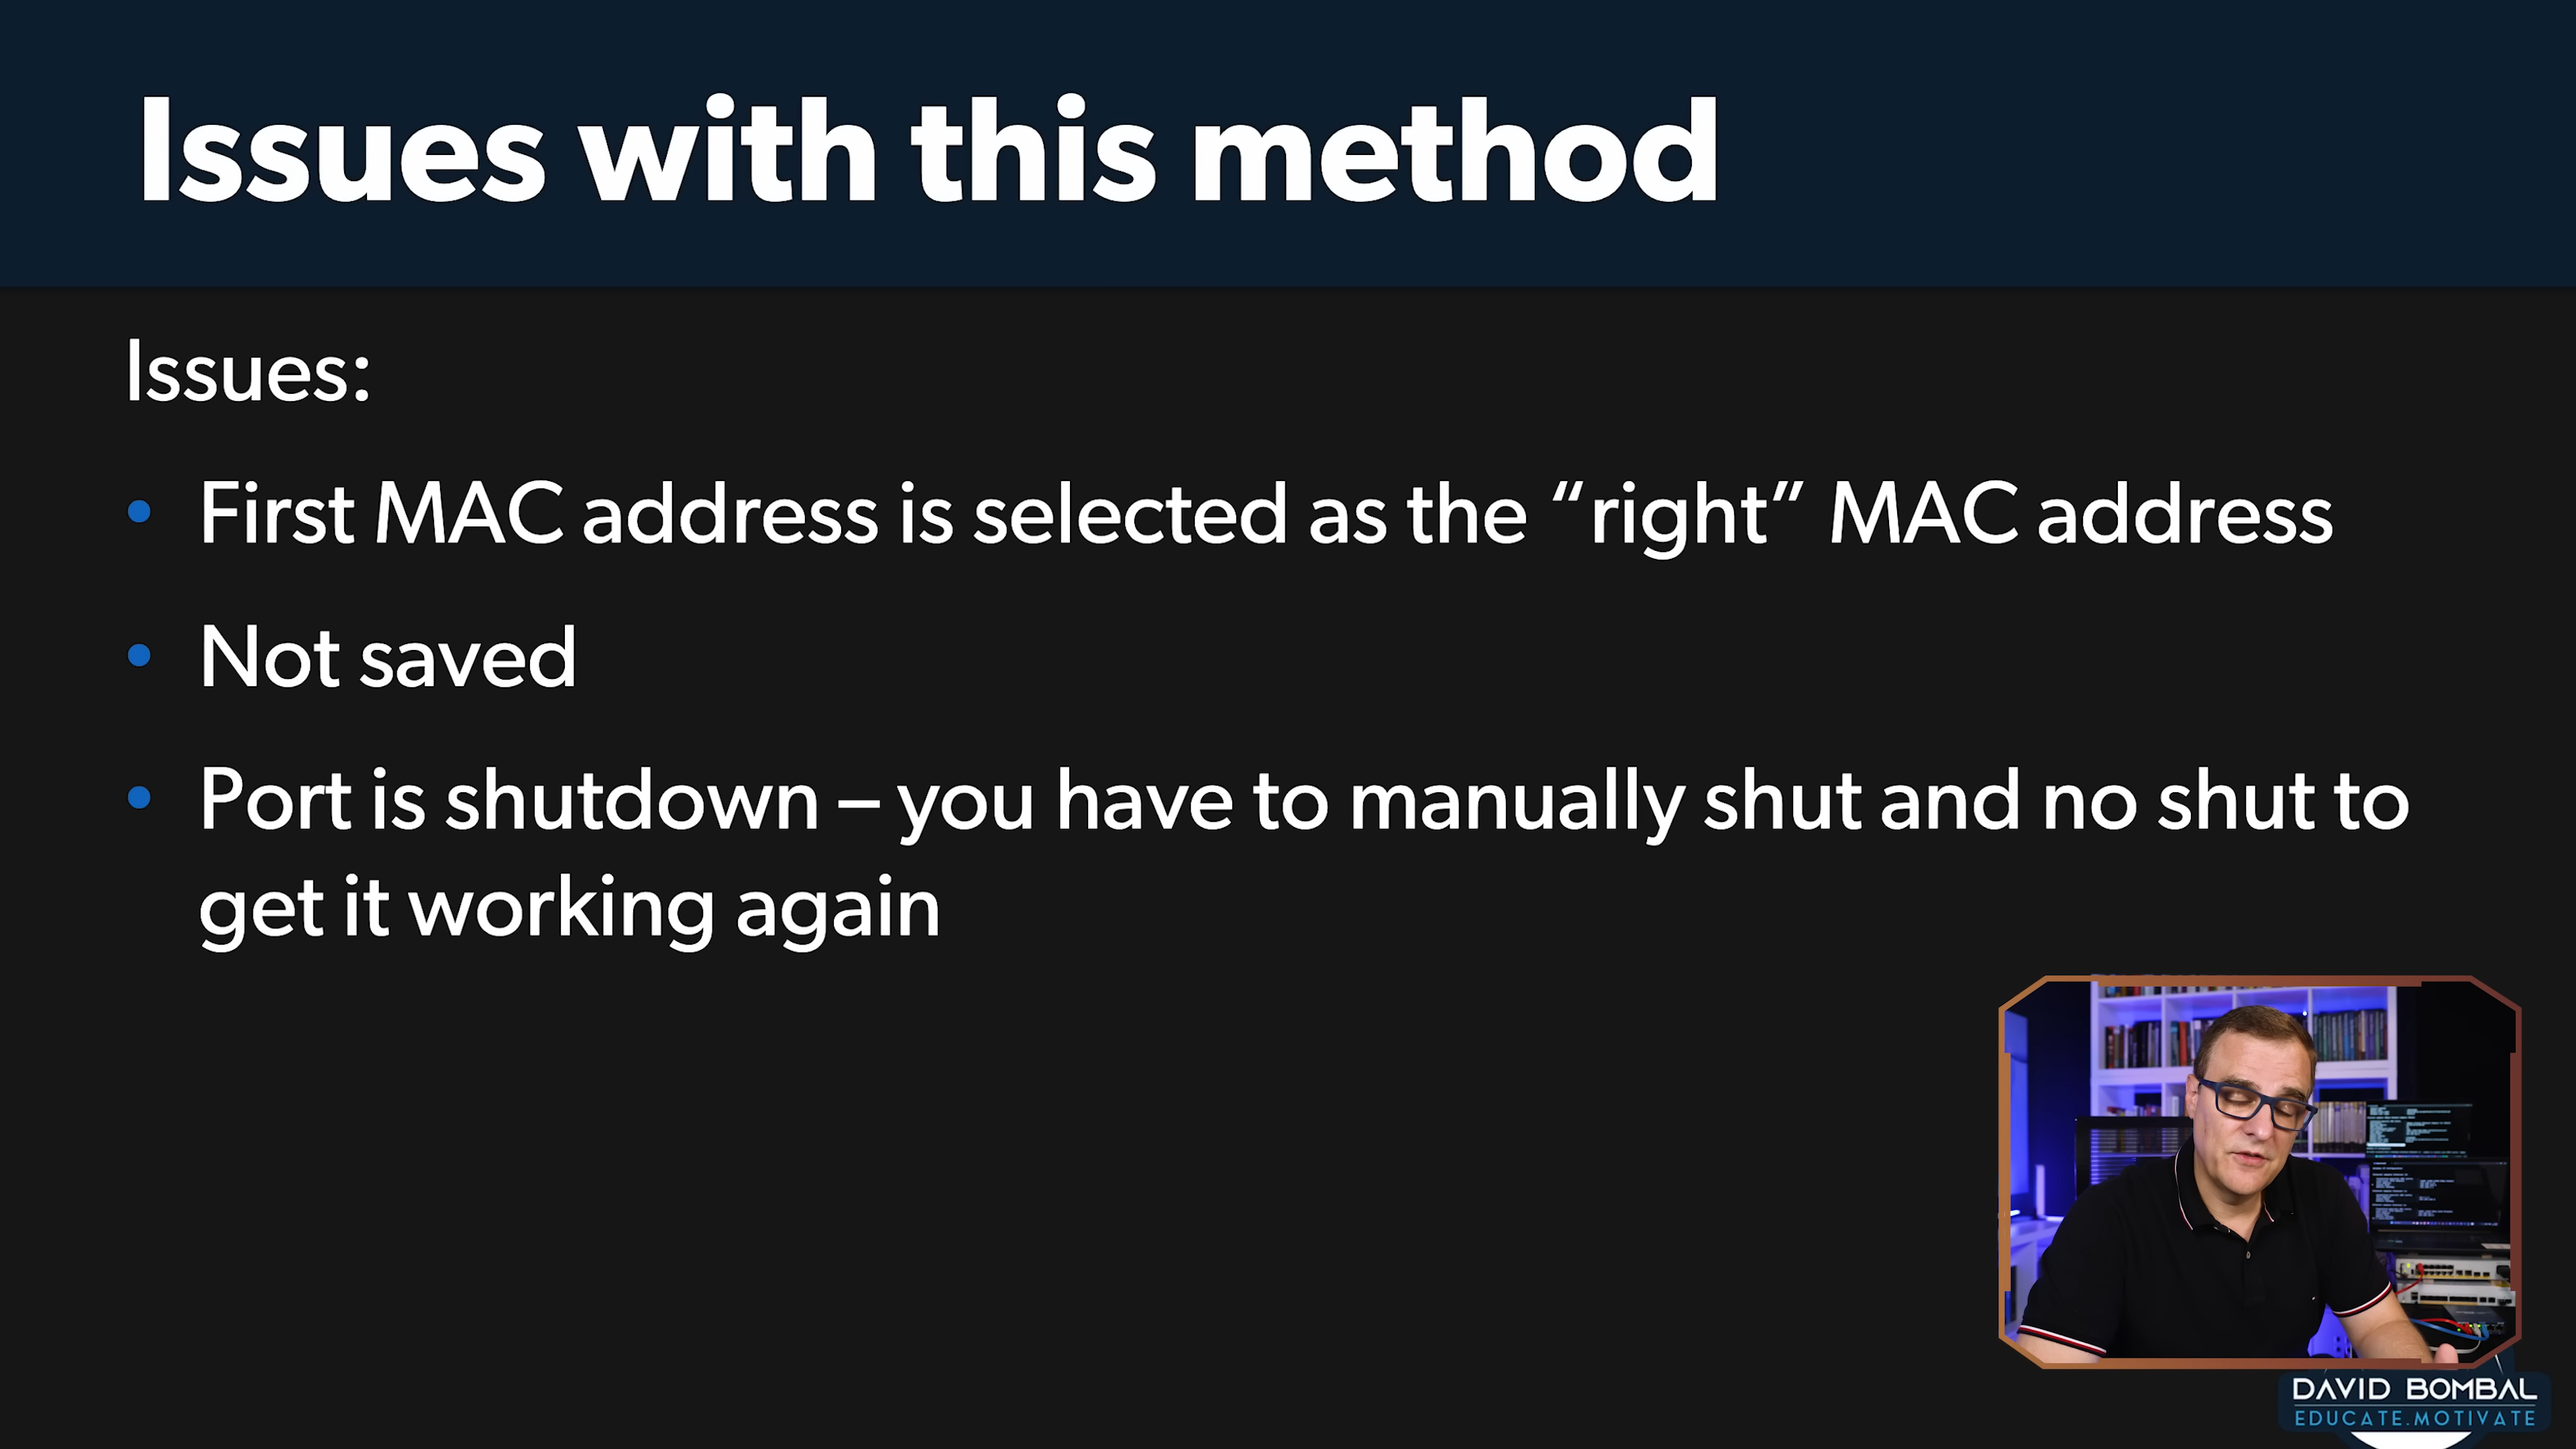 Issues with this method
Issues:
• First MAC address is selected as the “right” MAC address
• Not saved
• Port is shutdown – you have to manually shut and no shut to
get it working again
DAVID BOMBAL
EDUCATE.MOTIVATE